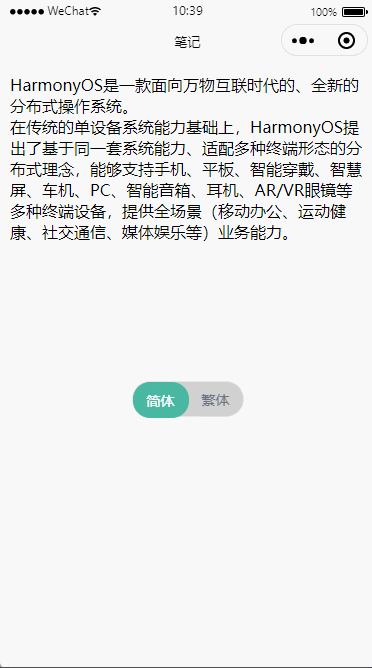 ●●●●● WeChat 10:39 100%
笔记
HarmonyOS是一款面向万物互联时代的、全新的
分布式操作系统。
在传统的单设备系统能力基础上，HarmonyOS提
出了基于同一套系统能力、适配多种终端形态的分
布式理念，能够支持手机、平板、智能穿戴、智慧
屏、车机、PC、智能音箱、耳机、AR/VR眼镜等
多种终端设备，提供全场景（移动办公、运动健
康、社交通信、媒体娱乐等）业务能力。
简体 繁体